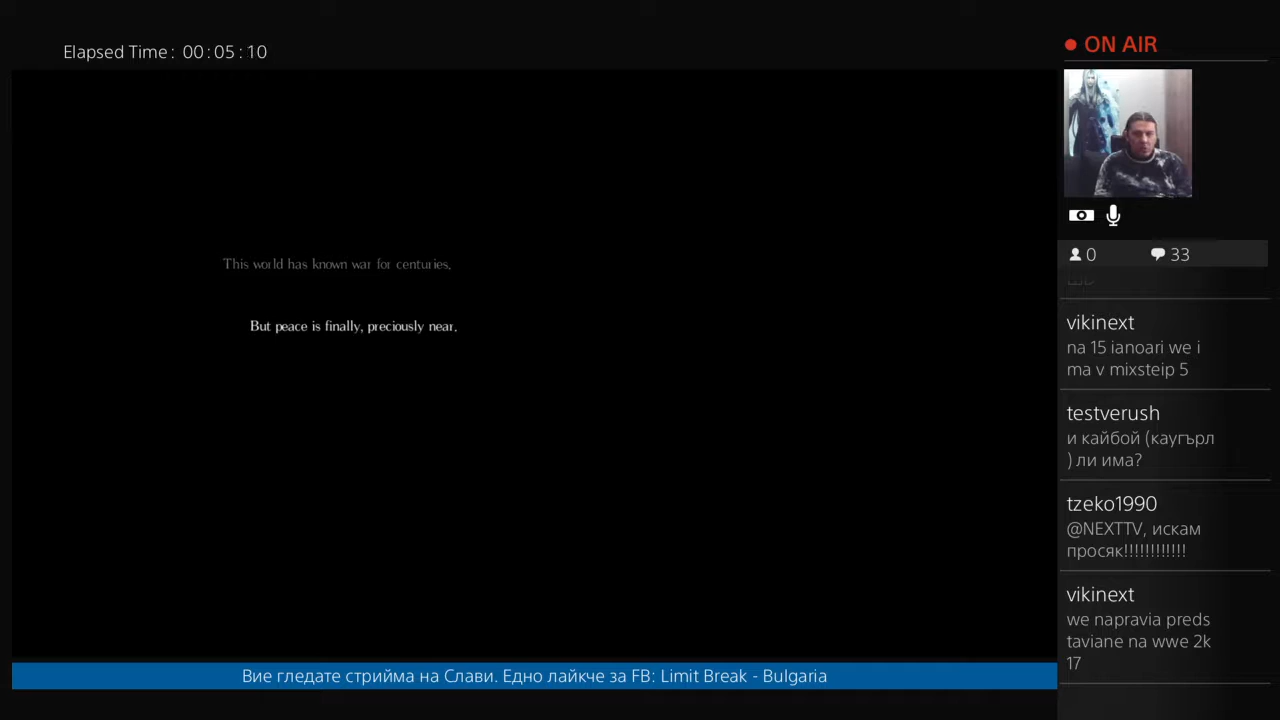 Elapsed Time: 00:05:10
ON AIR
This world has known war for centuries.
But peace is finally, preciously near.
0 33
vikinext
na 15 ianoari we i
ma v mixsteip 5
testverush
и кайбой (каугърл
) ли има?
tzeko1990
@NEXTTV, искам
просяк!!!!!!!!!!!!
vikinext
we napravia preds
taviane na wwe 2k
17
Вие гледате стрийма на Слави. Едно лайкче за FB: Limit Break - Bulgaria